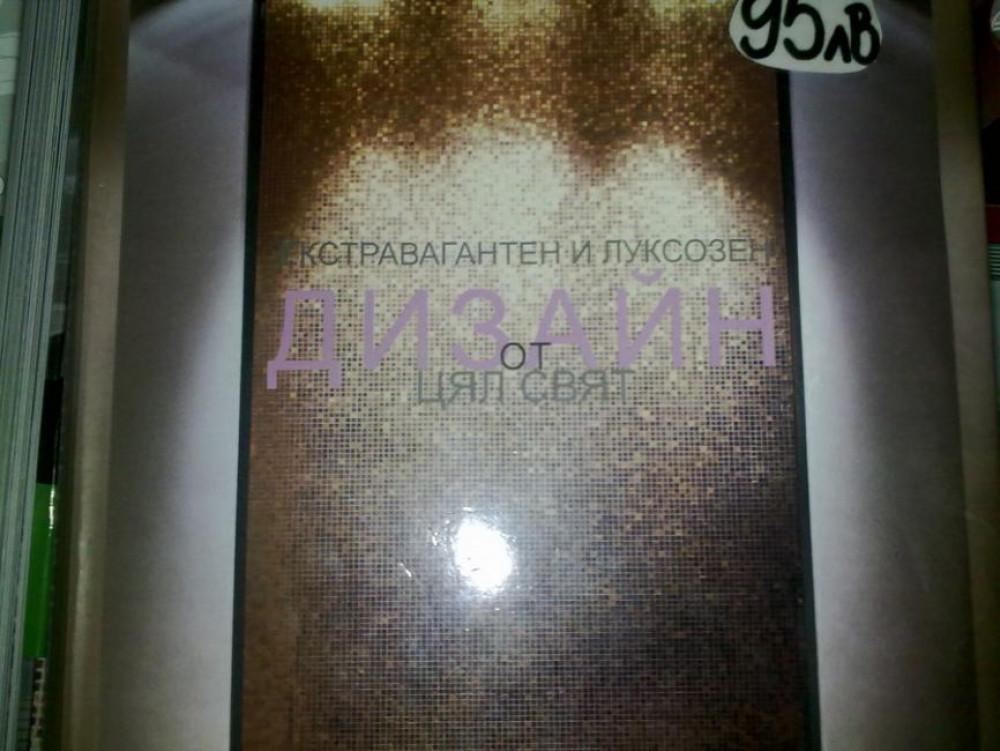 95лв
ЕКСТРАВАГАНТЕН И ЛУКСОЗЕН
ДИЗАЙН
ОТ
ЦЯЛ СВЯТ